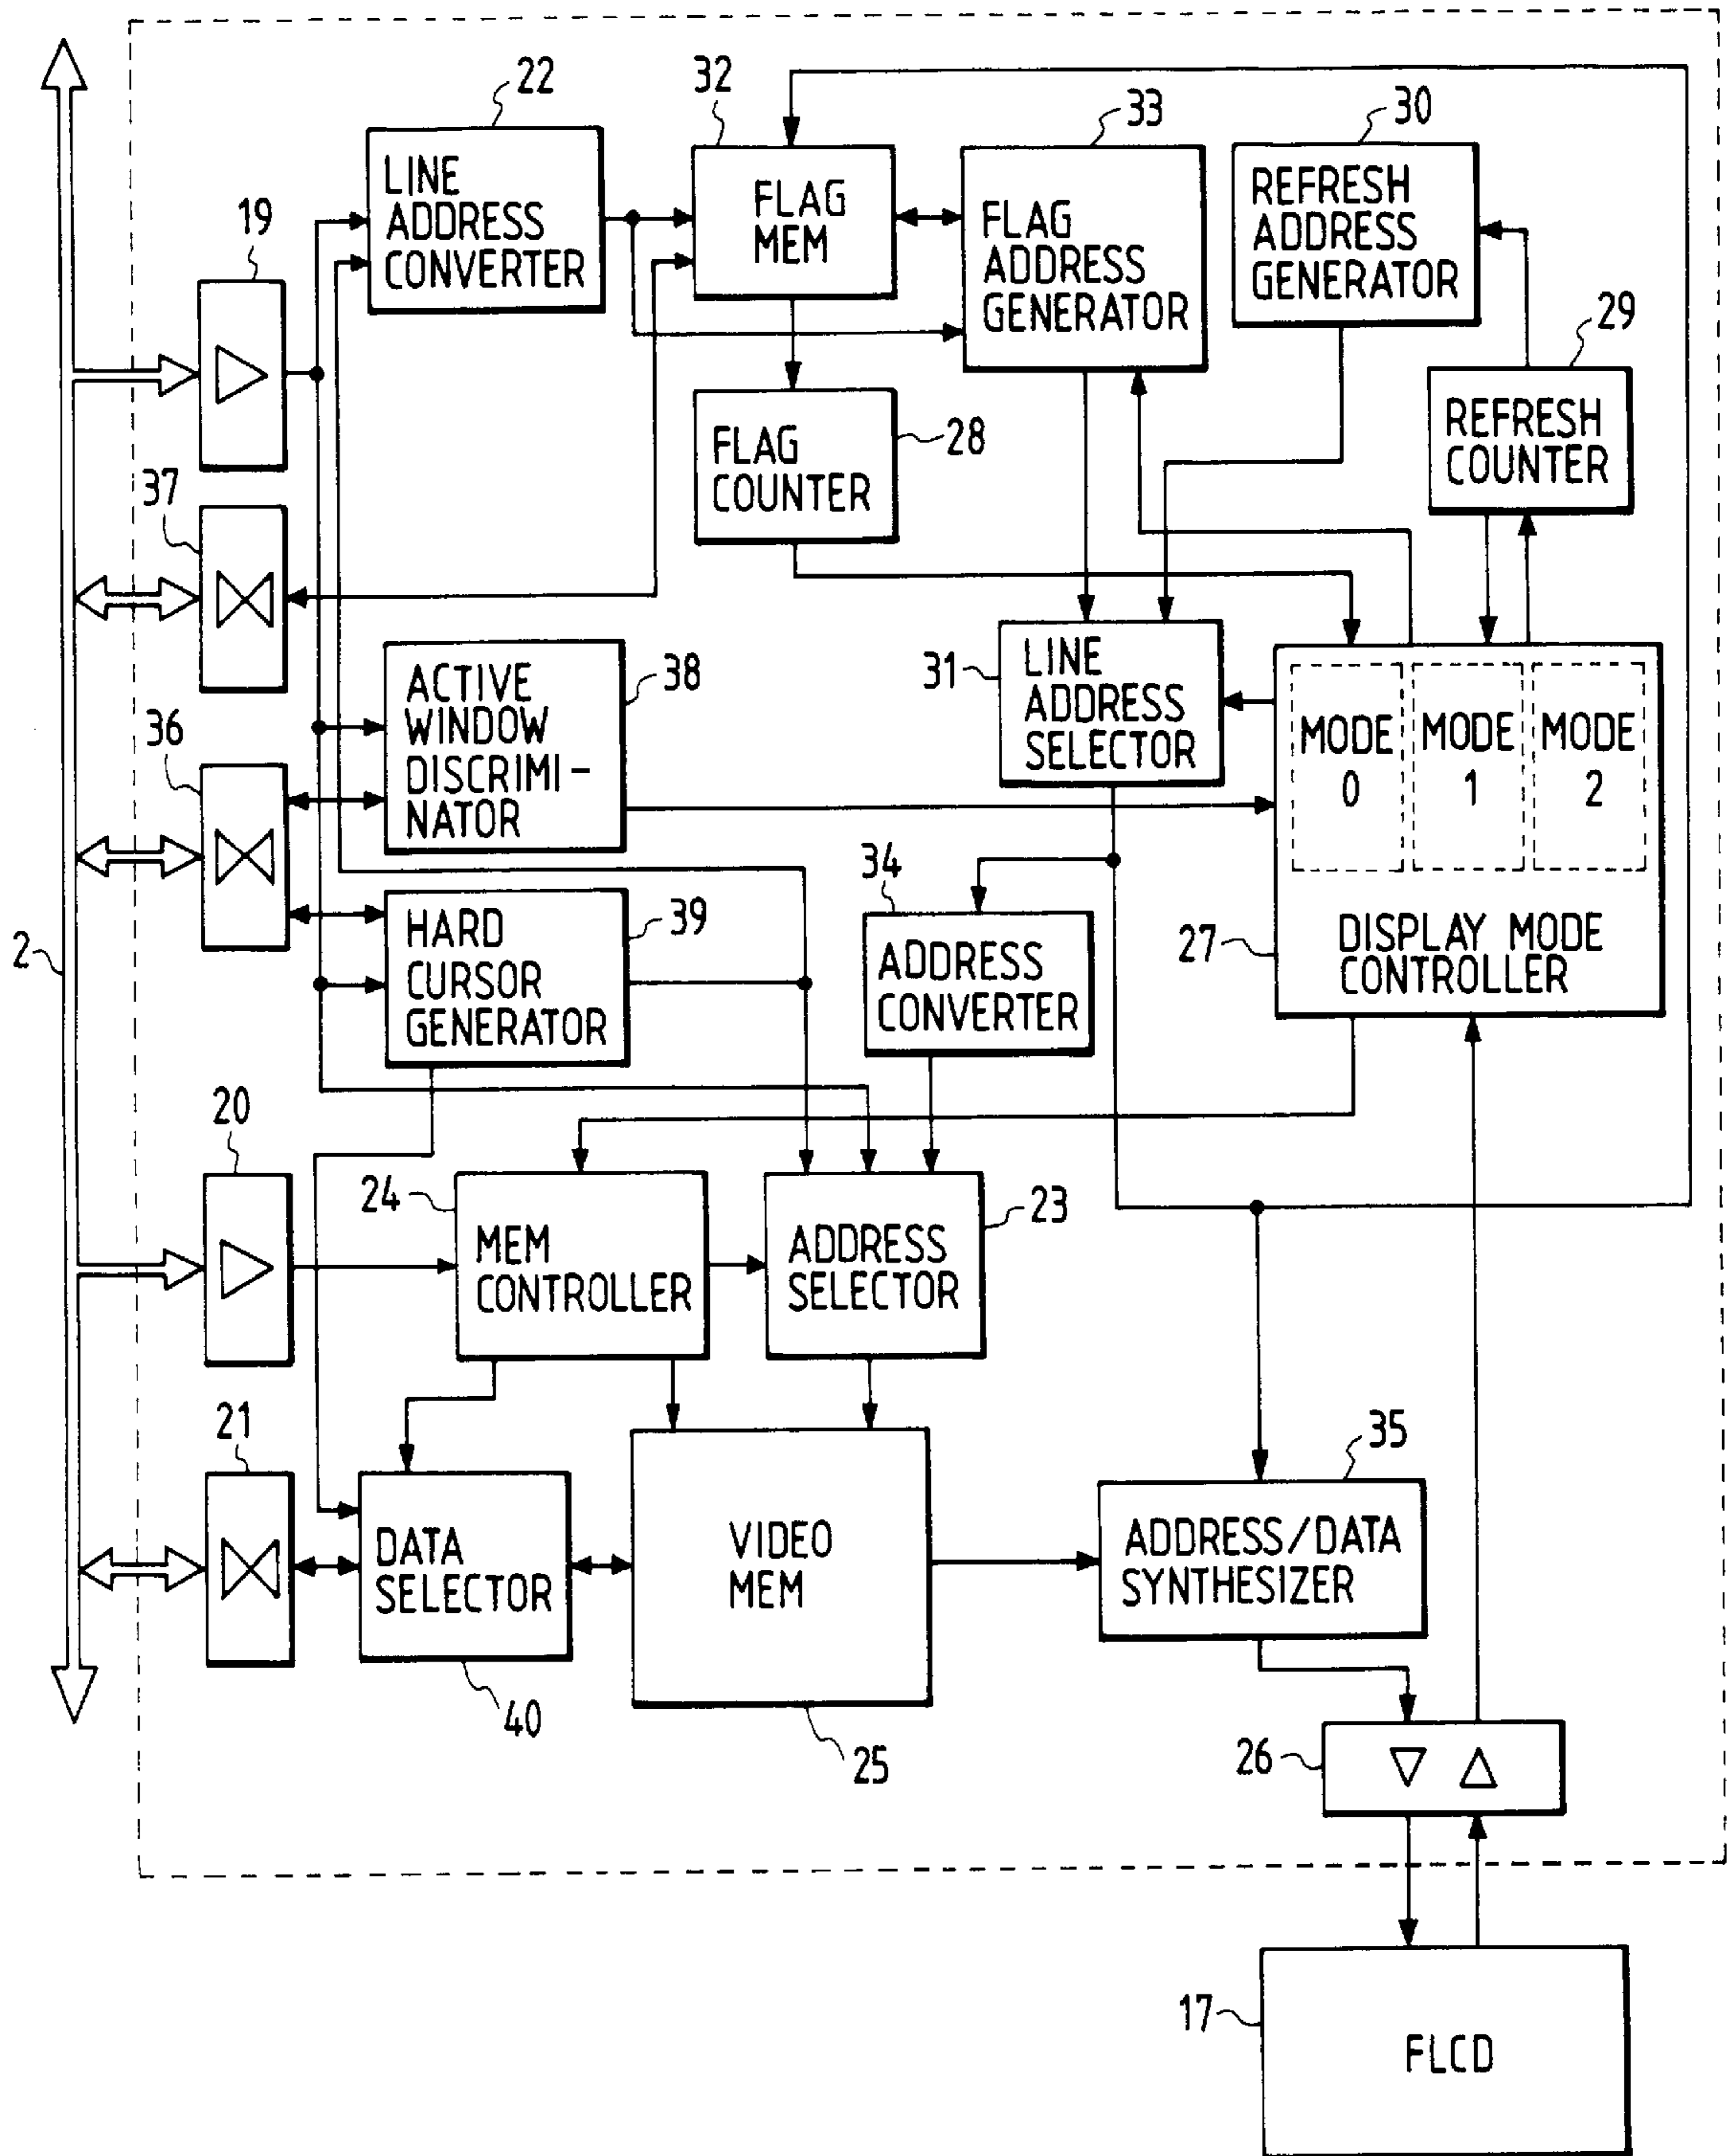 22
LINE
ADDRESS
CONVERTER
32
FLAG
MEM
33
FLAG
ADDRESS
GENERATOR
30
REFRESH
ADDRESS
GENERATOR
19
29
REFRESH
COUNTER
28
FLAG
COUNTER
37
38
ACTIVE
WINDOW
DISCRIMI-
NATOR
31
LINE
ADDRESS
SELECTOR
MODE
0
MODE
1
MODE
2
27
DISPLAY MODE
CONTROLLER
36
34
ADDRESS
CONVERTER
39
HARD
CURSOR
GENERATOR
2
20
24
MEM
CONTROLLER
23
ADDRESS
SELECTOR
21
DATA
SELECTOR
40
VIDEO
MEM
25
35
ADDRESS/DATA
SYNTHESIZER
26
17
FLCD